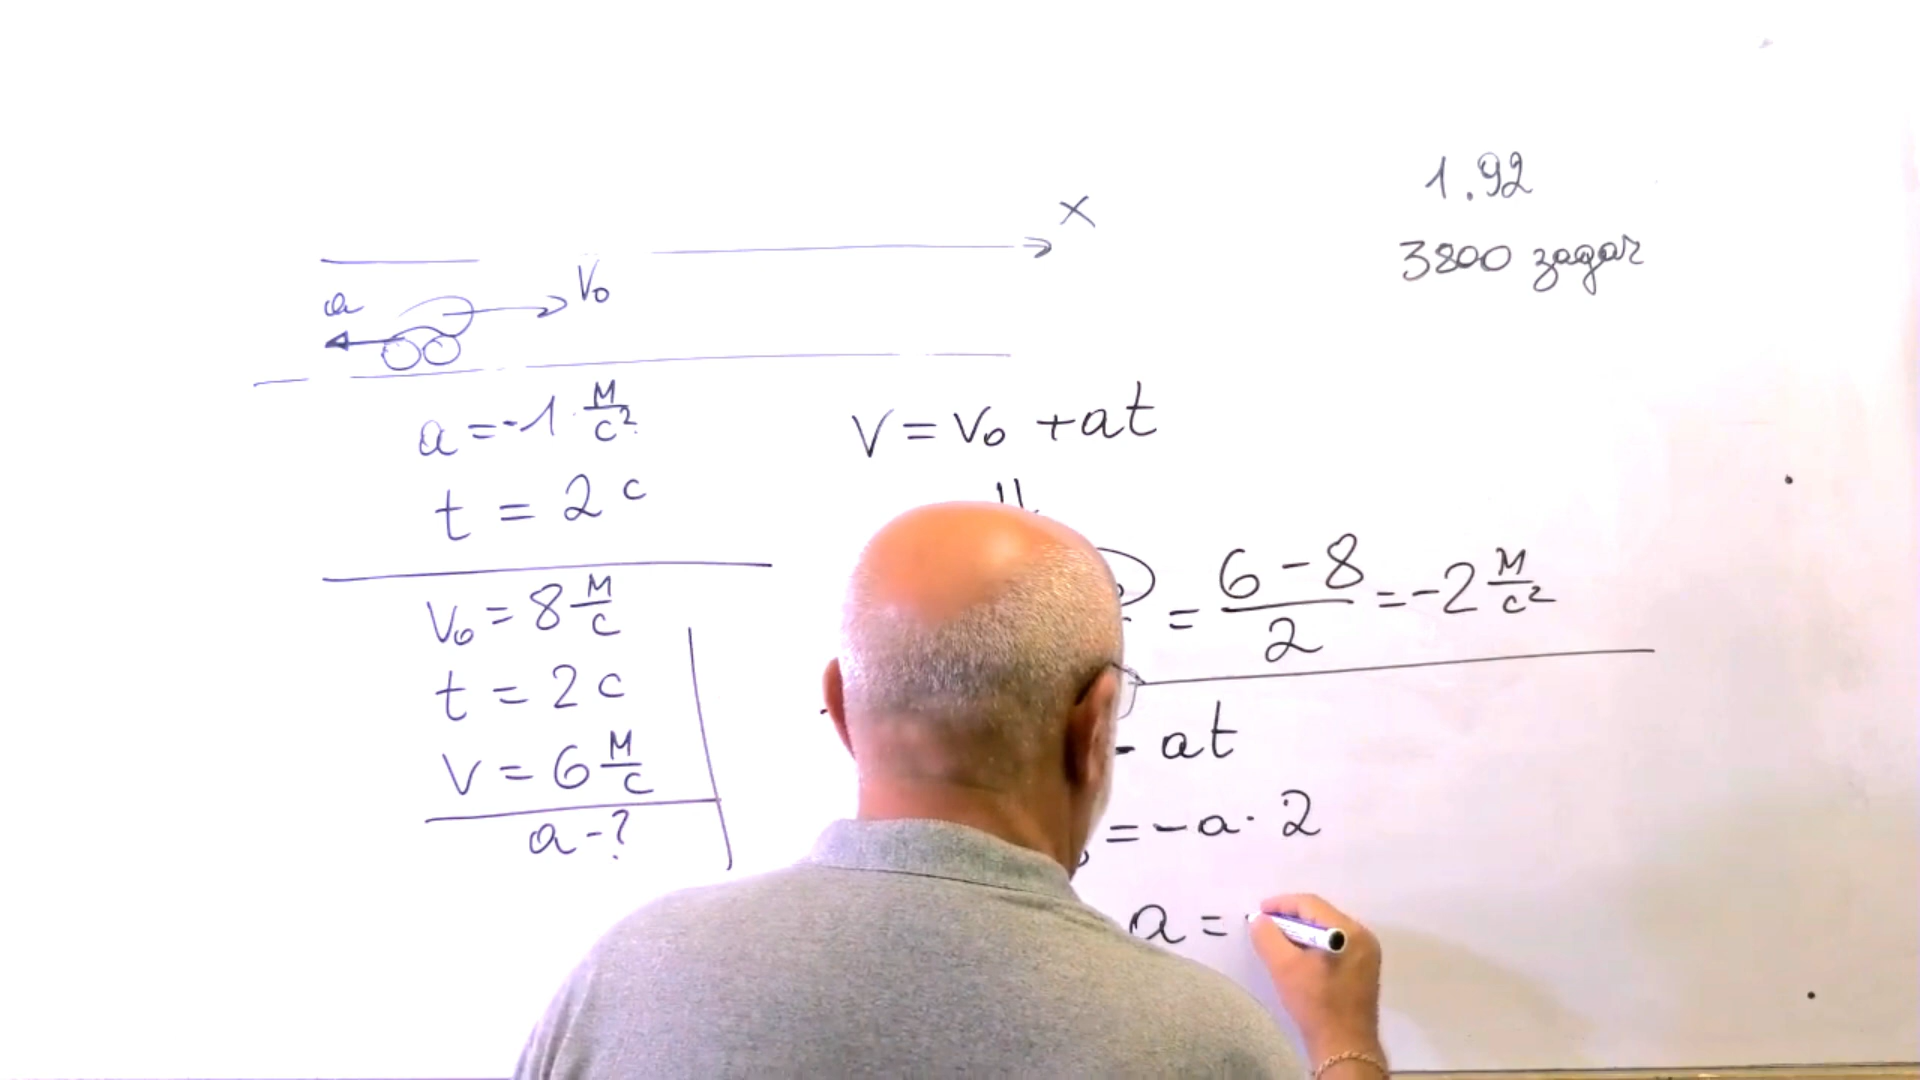 1.92
3800 задач
X
V₀
a
a = -1 м/с²
t = 2 с
V₀ = 8 м/с
t = 2 с
V = 6 м/с
a - ?
V = V₀ + at
= (6 - 8)/2 = -2 м/с²
- at
= -a · 2
a =